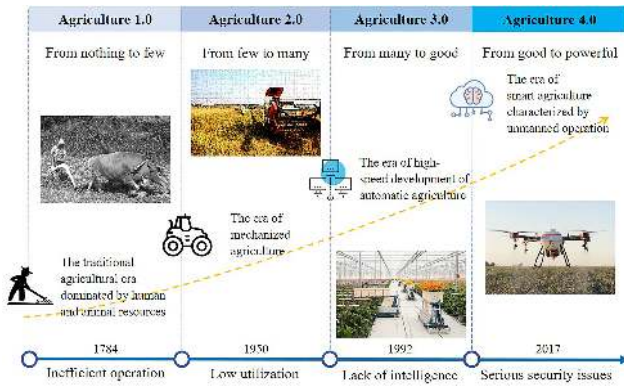 Agriculture 1.0
Agriculture 2.0
Agriculture 3.0
Agriculture 4.0
From nothing to few
From few to many
From many to good
From good to powerful
The era of
smart agriculture
characterized by
unmanned operation
The era of high-
speed development of
automatic agriculture
The era of
mechanized
agriculture
The traditional
agricultural era
dominated by human
and animal resources
1784
1950
1992
2017
Inefficient operation
Low utilization
Lack of intelligence
Serious security issues